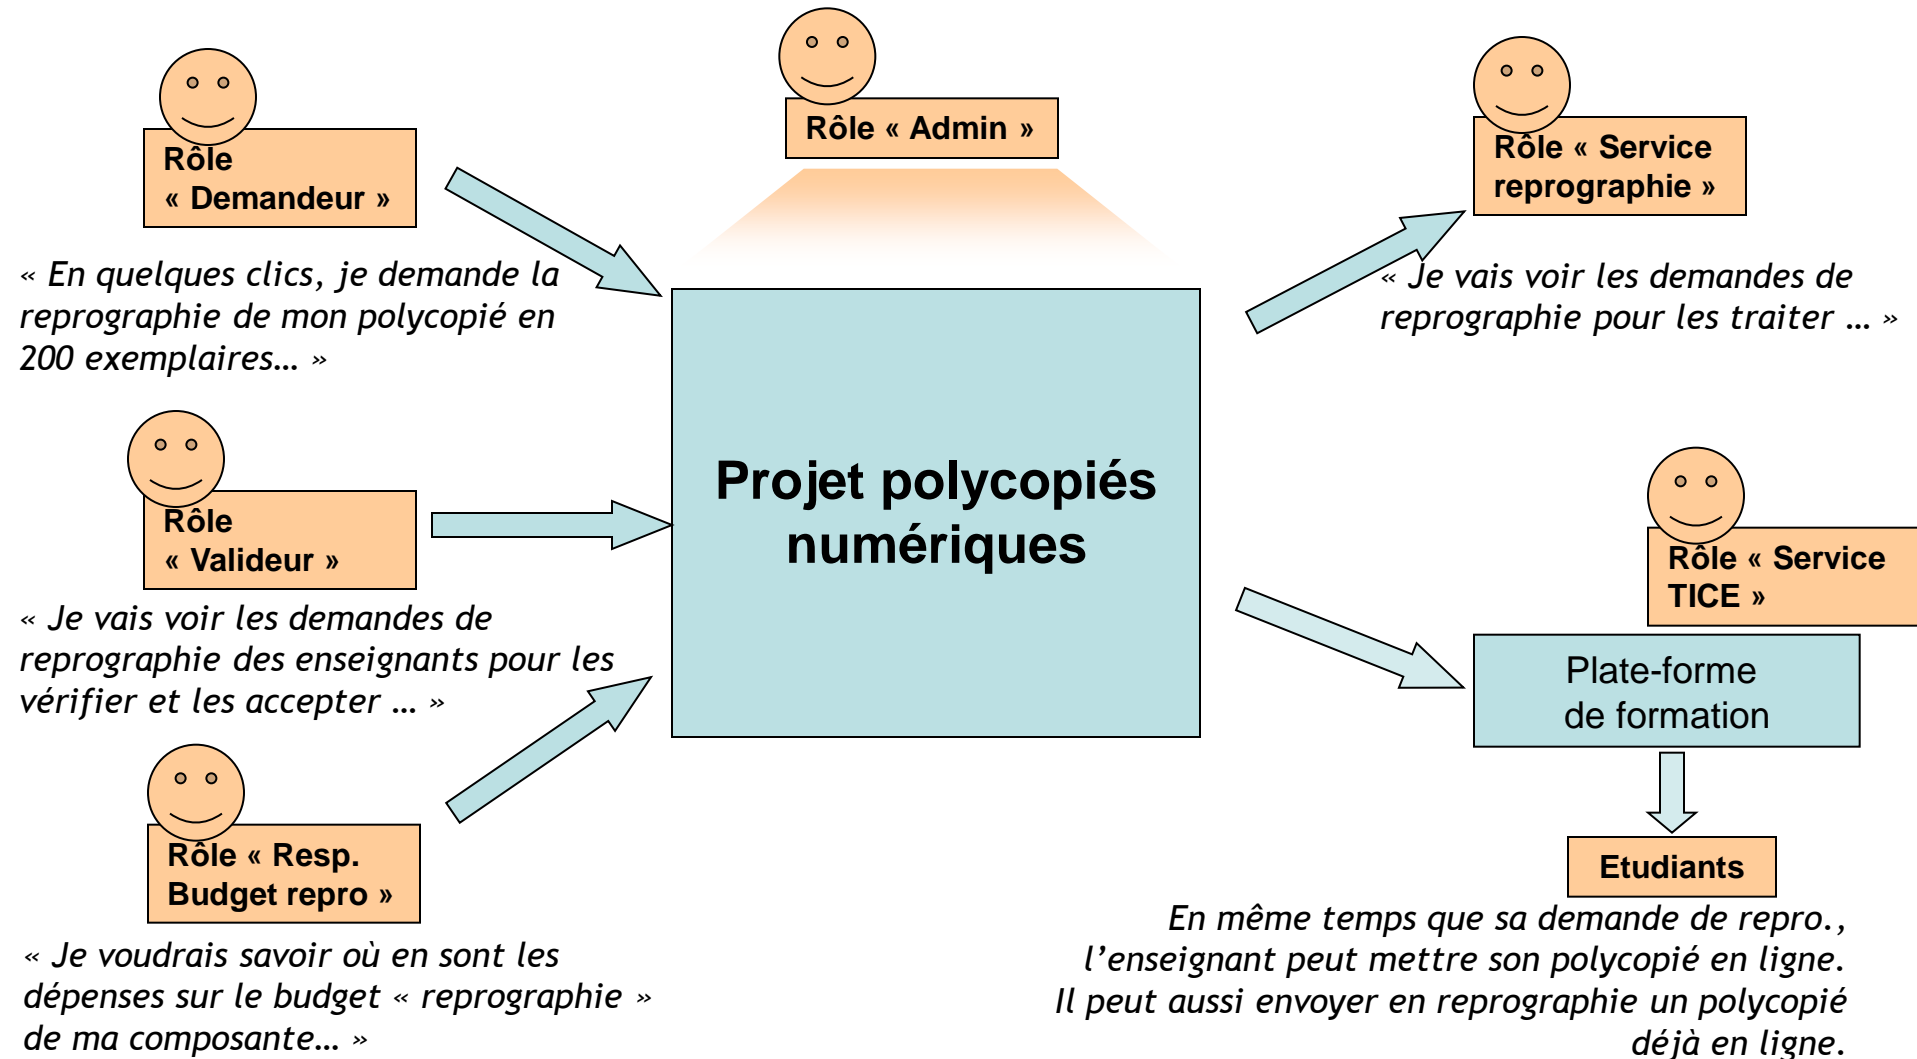 Rôle « Admin »
Rôle
« Demandeur »
« En quelques clics, je demande la
reprographie de mon polycopié en
200 exemplaires… »
Rôle
« Valideur »
« Je vais voir les demandes de
reprographie des enseignants pour les
vérifier et les accepter … »
Rôle « Resp.
Budget repro »
« Je voudrais savoir où en sont les
dépenses sur le budget « reprographie »
de ma composante… »
Projet polycopiés
numériques
Rôle « Service
reprographie »
« Je vais voir les demandes de
reprographie pour les traiter … »
Rôle « Service
TICE »
Plate-forme
de formation
Etudiants
En même temps que sa demande de repro.,
l’enseignant peut mettre son polycopié en ligne.
Il peut aussi envoyer en reprographie un polycopié
déjà en ligne.